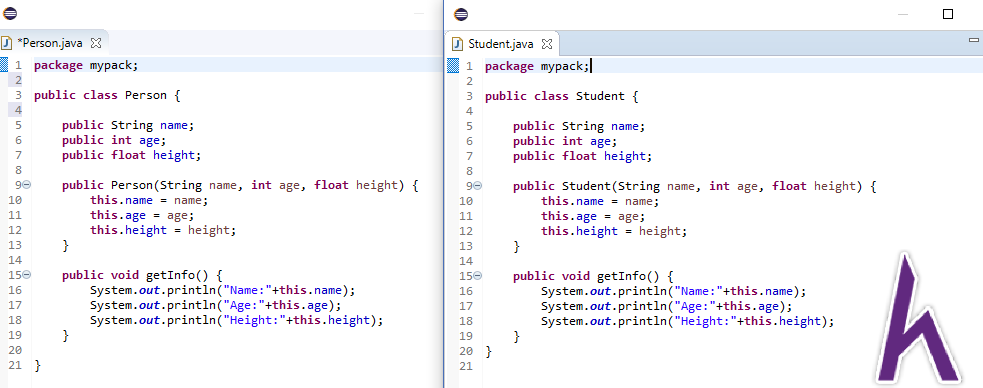 *Person.java
1 package mypack;
2
3 public class Person {
4
5 public String name;
6 public int age;
7 public float height;
8
9 public Person(String name, int age, float height) {
10 this.name = name;
11 this.age = age;
12 this.height = height;
13 }
14
15 public void getInfo() {
16 System.out.println("Name:"+this.name);
17 System.out.println("Age:"+this.age);
18 System.out.println("Height:"+this.height);
19 }
20
21 }
Student.java
1 package mypack;
2
3 public class Student {
4
5 public String name;
6 public int age;
7 public float height;
8
9 public Student(String name, int age, float height) {
10 this.name = name;
11 this.age = age;
12 this.height = height;
13 }
14
15 public void getInfo() {
16 System.out.println("Name:"+this.name);
17 System.out.println("Age:"+this.age);
18 System.out.println("Height:"+this.height);
19 }
20 }
21